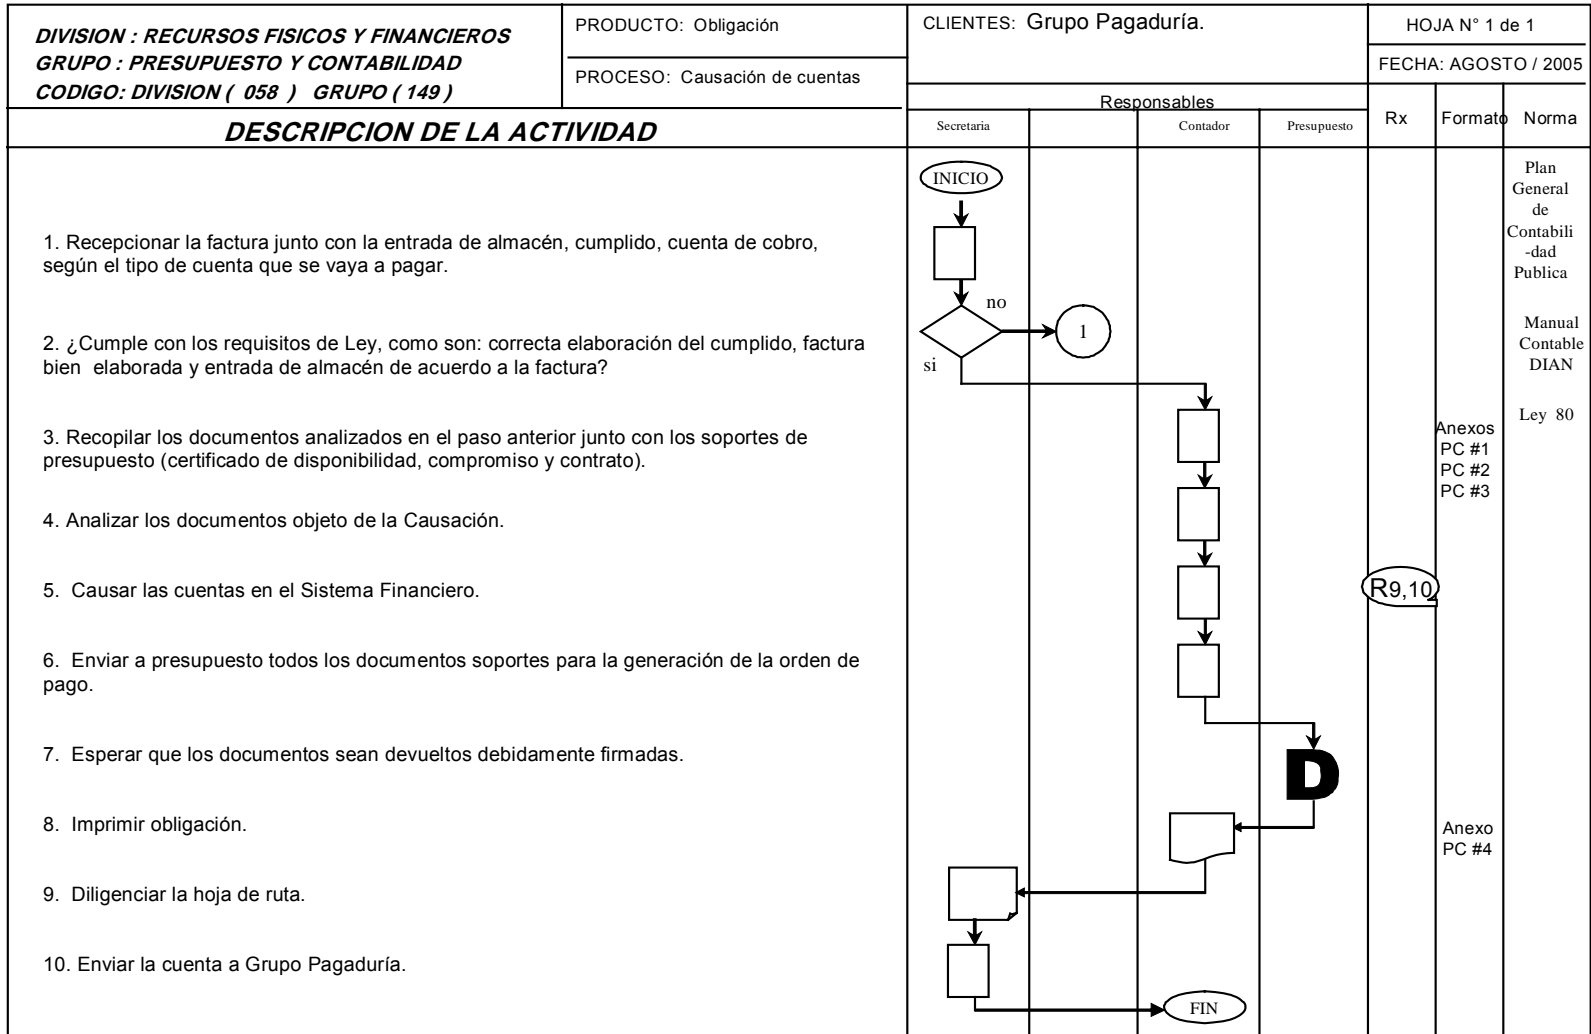 DIVISION : RECURSOS FISICOS Y FINANCIEROS
GRUPO : PRESUPUESTO Y CONTABILIDAD
CODIGO: DIVISION ( 058 ) GRUPO ( 149 )
PRODUCTO: Obligación
PROCESO: Causación de cuentas
CLIENTES: Grupo Pagaduría.
HOJA N° 1 de 1
FECHA: AGOSTO / 2005
DESCRIPCION DE LA ACTIVIDAD
Responsables
Secretaria
Contador
Presupuesto
Rx
Formato
Norma
1. Recepcionar la factura junto con la entrada de almacén, cumplido, cuenta de cobro,
según el tipo de cuenta que se vaya a pagar.
2. ¿Cumple con los requisitos de Ley, como son: correcta elaboración del cumplido, factura
bien elaborada y entrada de almacén de acuerdo a la factura?
3. Recopilar los documentos analizados en el paso anterior junto con los soportes de
presupuesto (certificado de disponibilidad, compromiso y contrato).
4. Analizar los documentos objeto de la Causación.
5. Causar las cuentas en el Sistema Financiero.
6. Enviar a presupuesto todos los documentos soportes para la generación de la orden de
pago.
7. Esperar que los documentos sean devueltos debidamente firmadas.
8. Imprimir obligación.
9. Diligenciar la hoja de ruta.
10. Enviar la cuenta a Grupo Pagaduría.
INICIO
no
1
si
D
FIN
R9,10
Anexos
PC #1
PC #2
PC #3
Anexo
PC #4
Plan
General
de
Contabili
-dad
Publica
Manual
Contable
DIAN
Ley 80